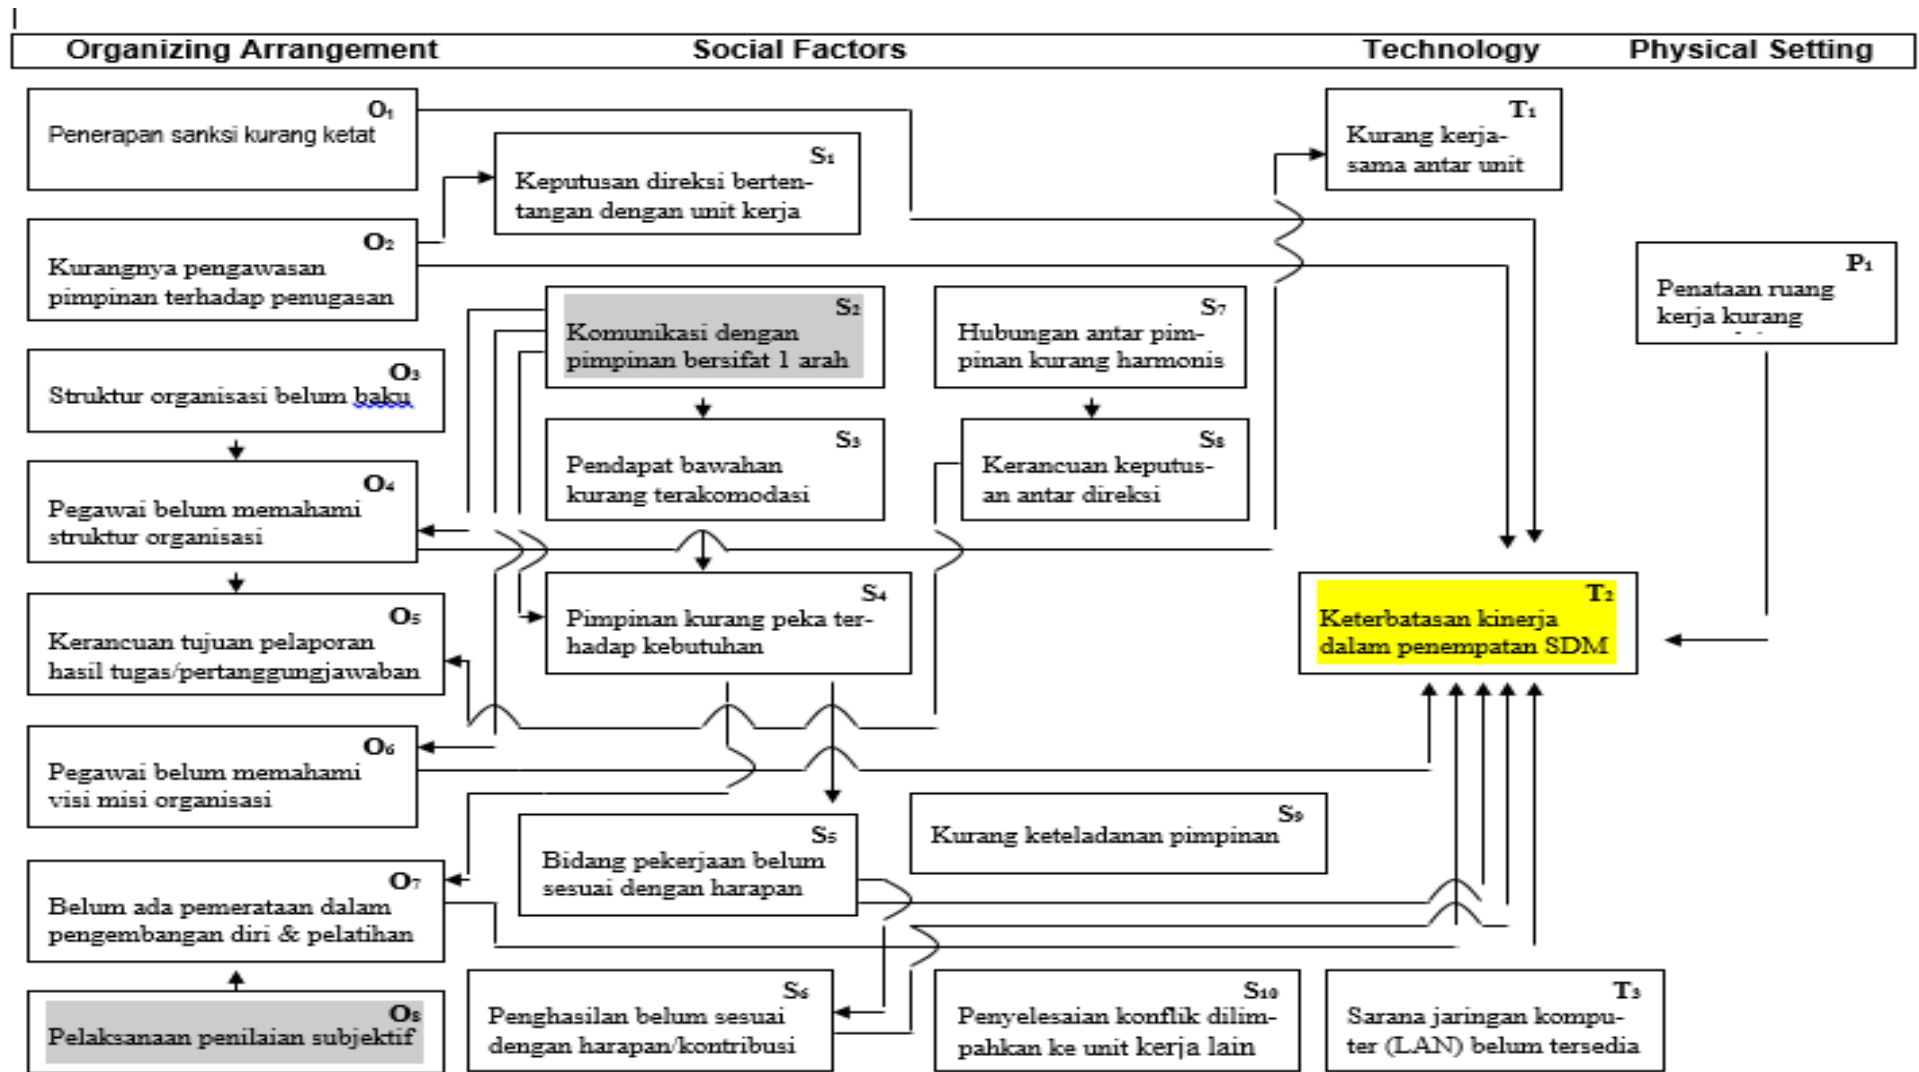 Organizing Arrangement Social Factors Technology Physical Setting
O₁
Penerapan sanksi kurang ketat
O₂
Kurangnya pengawasan
pimpinan terhadap penugasan
O₃
Struktur organisasi belum baku
O₄
Pegawai belum memahami
struktur organisasi
O₅
Kerancuan tujuan pelaporan
hasil tugas/pertanggungjawaban
O₆
Pegawai belum memahami
visi misi organisasi
O₇
Belum ada pemerataan dalam
pengembangan diri & pelatihan
O₈
Pelaksanaan penilaian subjektif
S₁
Keputusan direksi berten-
tangan dengan unit kerja
S₂
Komunikasi dengan
pimpinan bersifat 1 arah
S₃
Pendapat bawahan
kurang terakomodasi
S₄
Pimpinan kurang peka ter-
hadap kebutuhan
S₅
Bidang pekerjaan belum
sesuai dengan harapan
S₆
Penghasilan belum sesuai
dengan harapan/kontribusi
S₇
Hubungan antar pim-
pinan kurang harmonis
S₈
Kerancuan keputus-
an antar direksi
S₉
Kurang keteladanan pimpinan
S₁₀
Penyelesaian konflik dilim-
pahkan ke unit kerja lain
T₁
Kurang kerja-
sama antar unit
T₂
Keterbatasan kinerja
dalam penempatan SDM
T₃
Sarana jaringan kompu-
ter (LAN) belum tersedia
P₁
Penataan ruang
kerja kurang